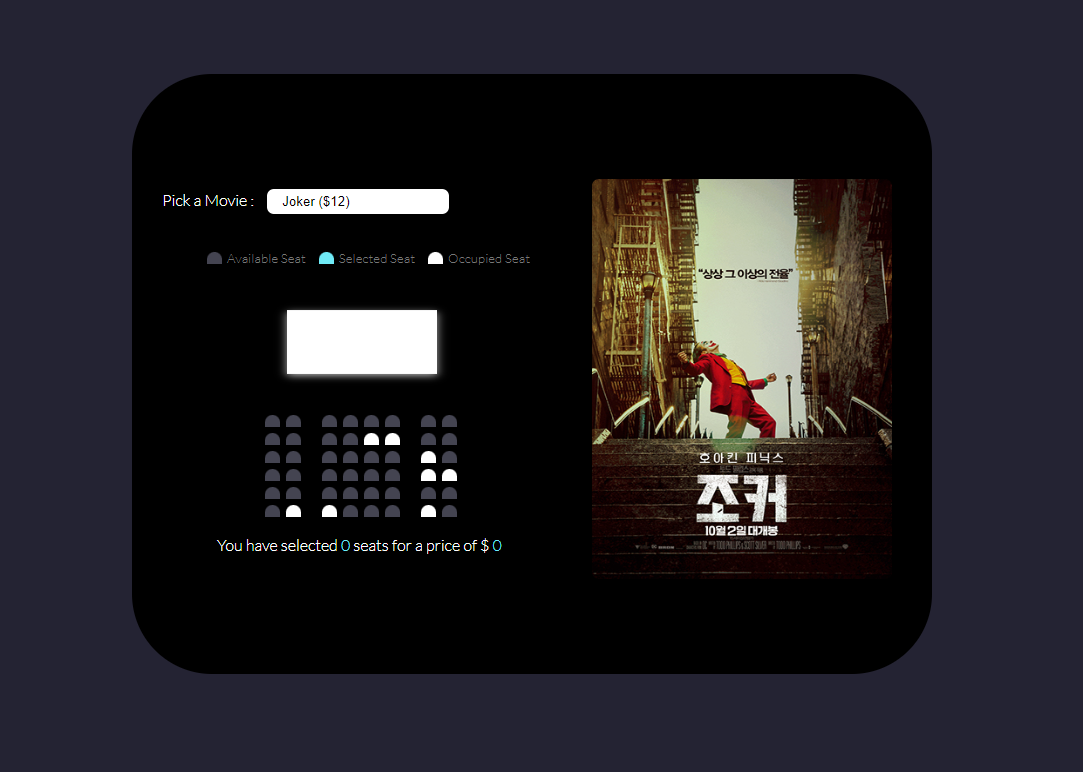 Pick a Movie :
Joker ($12)
Available Seat
Selected Seat
Occupied Seat
You have selected 0 seats for a price of $ 0
“상상 그 이상의 전율”
호아킨 피닉스
조커
10월 2일 대개봉